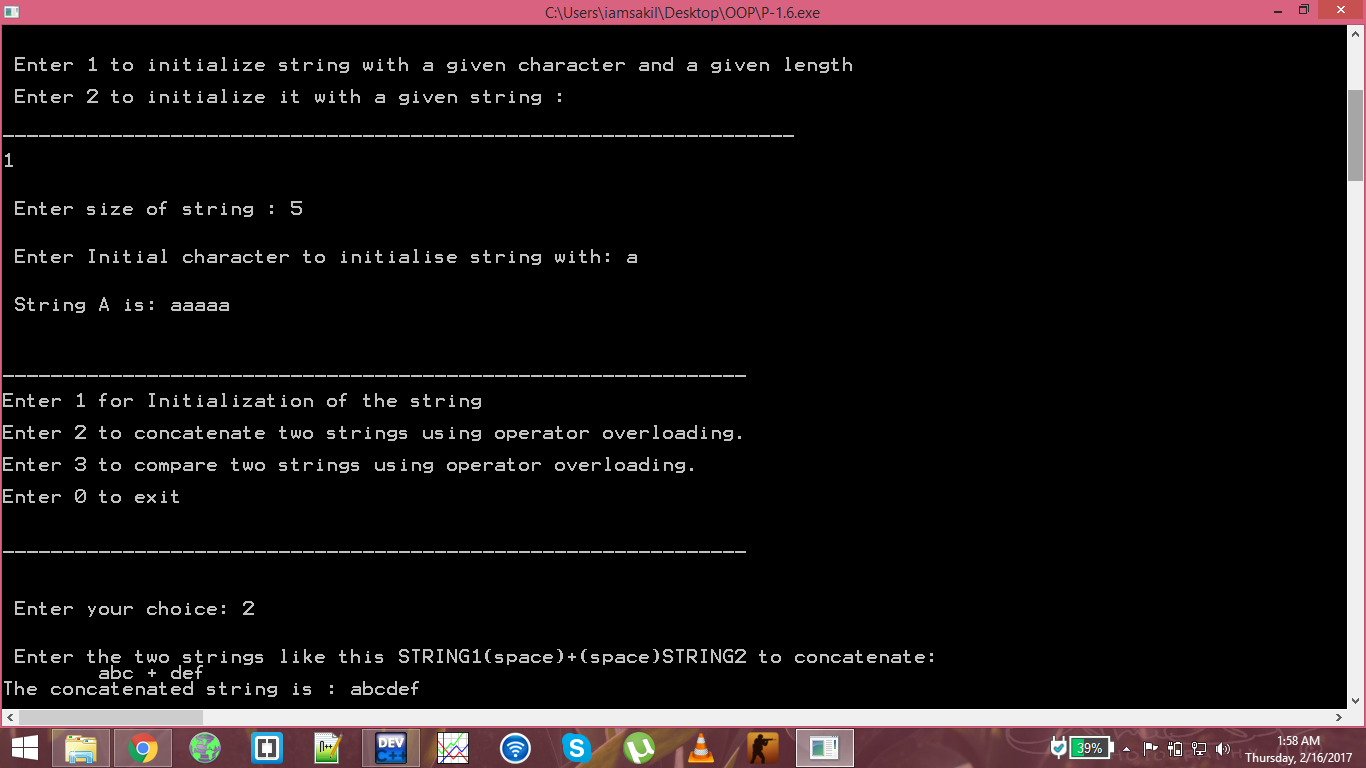 C:\Users\iamsakil\Desktop\OOP\P-1.6.exe
Enter 1 to initialize string with a given character and a given length
Enter 2 to initialize it with a given string :
__________________________________________________________________
1
Enter size of string : 5
Enter Initial character to initialise string with: a
String A is: aaaaa
______________________________________________________________
Enter 1 for Initialization of the string
Enter 2 to concatenate two strings using operator overloading.
Enter 3 to compare two strings using operator overloading.
Enter 0 to exit
______________________________________________________________
Enter your choice: 2
Enter the two strings like this STRING1(space)+(space)STRING2 to concatenate:
abc + def
The concatenated string is : abcdef
DEV C++
39%
1:58 AM
Thursday, 2/16/2017